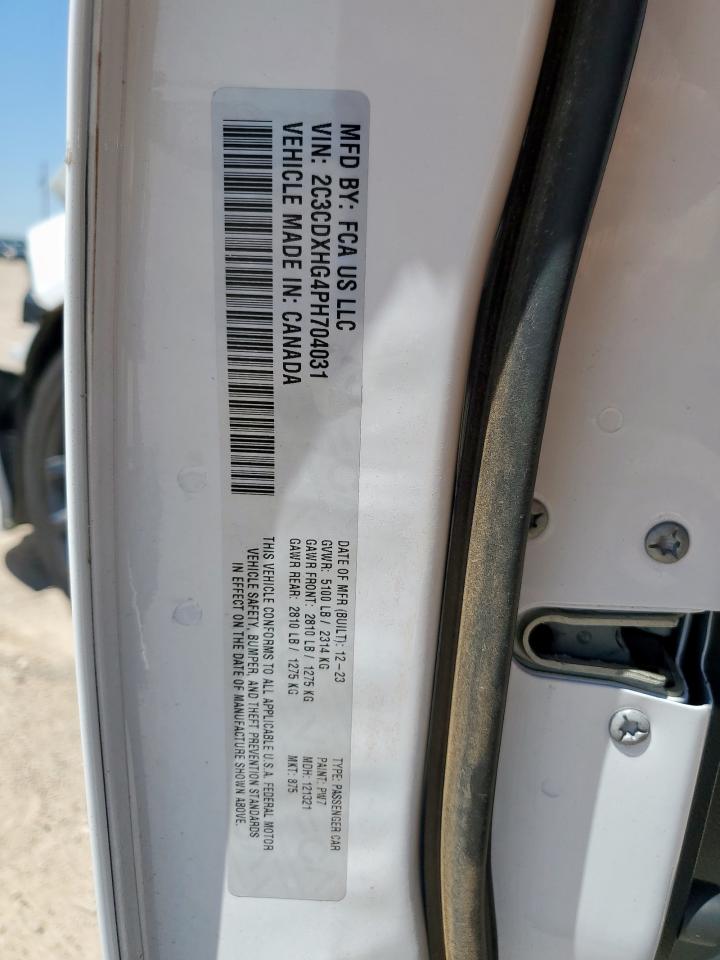 MFD BY: FCA US LLC
VIN: 2C3CDXHG4PH704031
VEHICLE MADE IN: CANADA
DATE OF MFR (BUILT): 12-23
GVWR: 5100 LB / 2314 KG
GAWR FRONT: 2810 LB / 1275 KG
GAWR REAR: 2810 LB / 1275 KG
TYPE: PASSENGER CAR
PAINT: PW7
MDH: 121321
MKT: 875
THIS VEHICLE CONFORMS TO ALL APPLICABLE U.S.A. FEDERAL MOTOR
VEHICLE SAFETY, BUMPER, AND THEFT PREVENTION STANDARDS
IN EFFECT ON THE DATE OF MANUFACTURE SHOWN ABOVE.